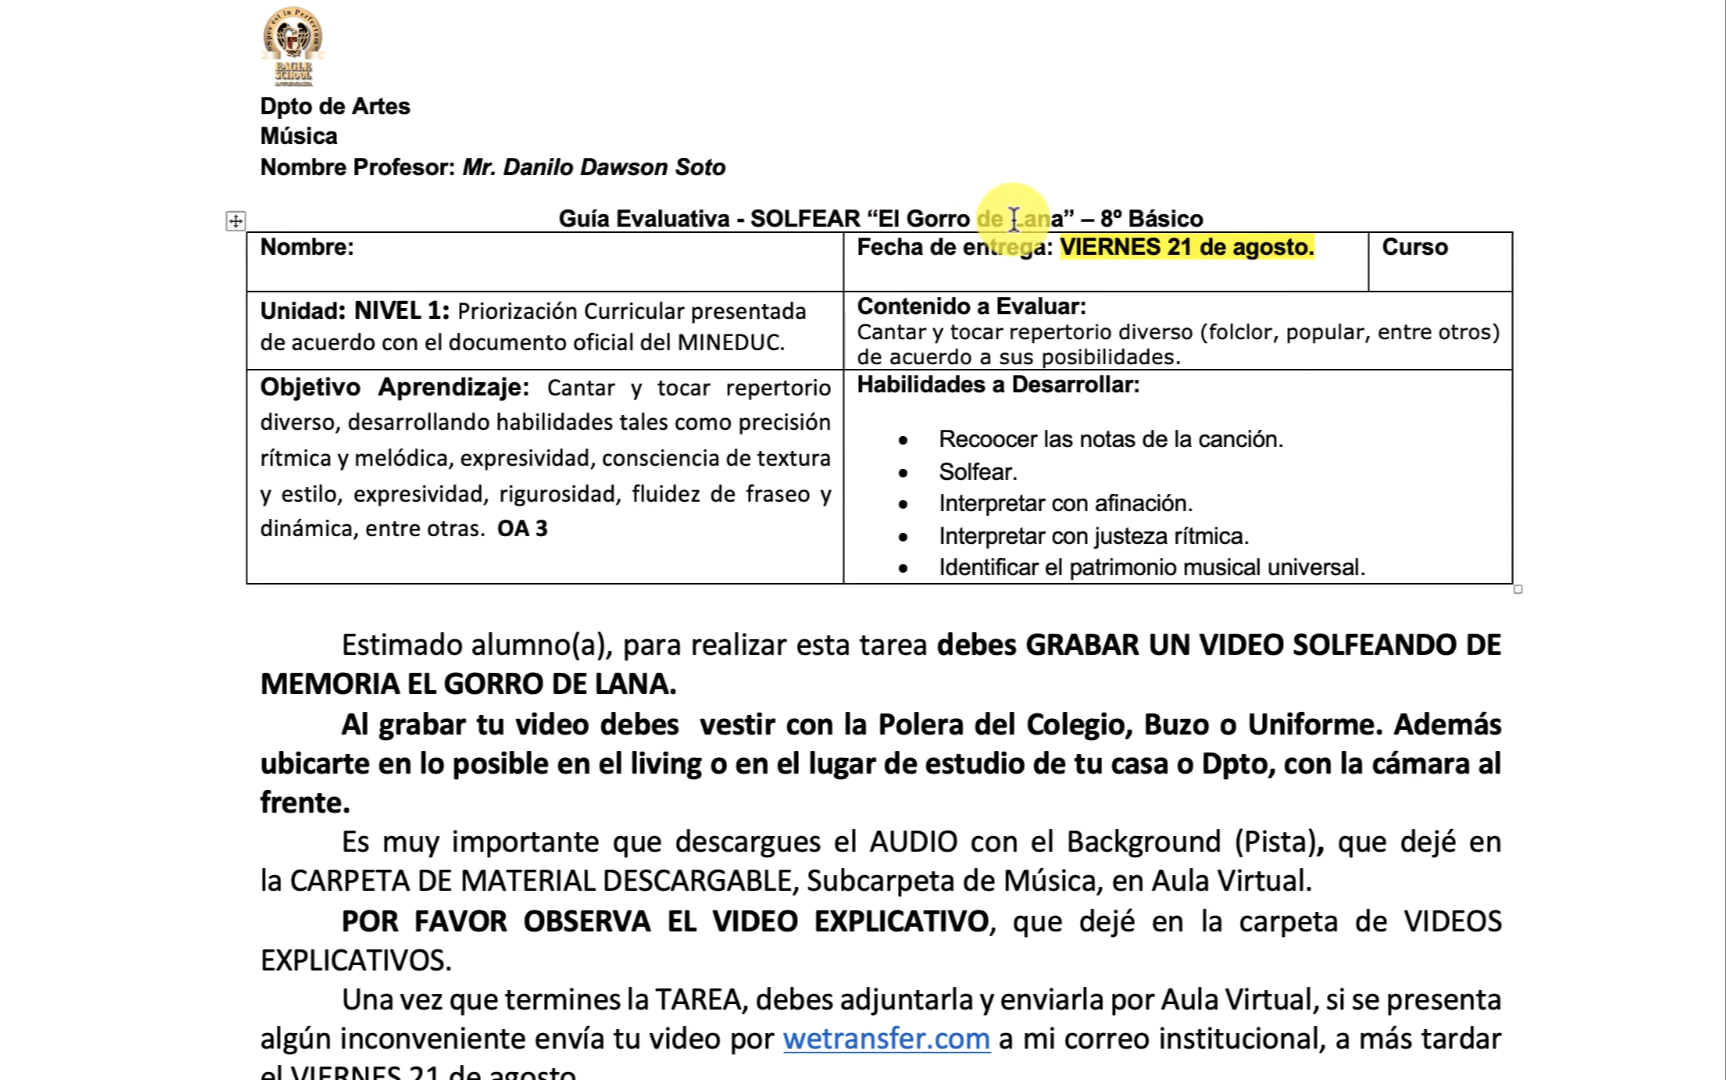 EAGLE
SCHOOL
Dpto de Artes
Música
Nombre Profesor: Mr. Danilo Dawson Soto
Guía Evaluativa - SOLFEAR “El Gorro de Lana” – 8º Básico
Nombre:
Fecha de entrega: VIERNES 21 de agosto.
Curso
Unidad: NIVEL 1: Priorización Curricular presentada
de acuerdo con el documento oficial del MINEDUC.
Contenido a Evaluar:
Cantar y tocar repertorio diverso (folclor, popular, entre otros)
de acuerdo a sus posibilidades.
Objetivo Aprendizaje: Cantar y tocar repertorio
diverso, desarrollando habilidades tales como precisión
rítmica y melódica, expresividad, consciencia de textura
y estilo, expresividad, rigurosidad, fluidez de fraseo y
dinámica, entre otras. OA 3
Habilidades a Desarrollar:
• Recoocer las notas de la canción.
• Solfear.
• Interpretar con afinación.
• Interpretar con justeza rítmica.
• Identificar el patrimonio musical universal.
Estimado alumno(a), para realizar esta tarea debes GRABAR UN VIDEO SOLFEANDO DE
MEMORIA EL GORRO DE LANA.
Al grabar tu video debes vestir con la Polera del Colegio, Buzo o Uniforme. Además
ubicarte en lo posible en el living o en el lugar de estudio de tu casa o Dpto, con la cámara al
frente.
Es muy importante que descargues el AUDIO con el Background (Pista), que dejé en
la CARPETA DE MATERIAL DESCARGABLE, Subcarpeta de Música, en Aula Virtual.
POR FAVOR OBSERVA EL VIDEO EXPLICATIVO, que dejé en la carpeta de VIDEOS
EXPLICATIVOS.
Una vez que termines la TAREA, debes adjuntarla y enviarla por Aula Virtual, si se presenta
algún inconveniente envía tu video por wetransfer.com a mi correo institucional, a más tardar
el VIERNES 21 de agosto